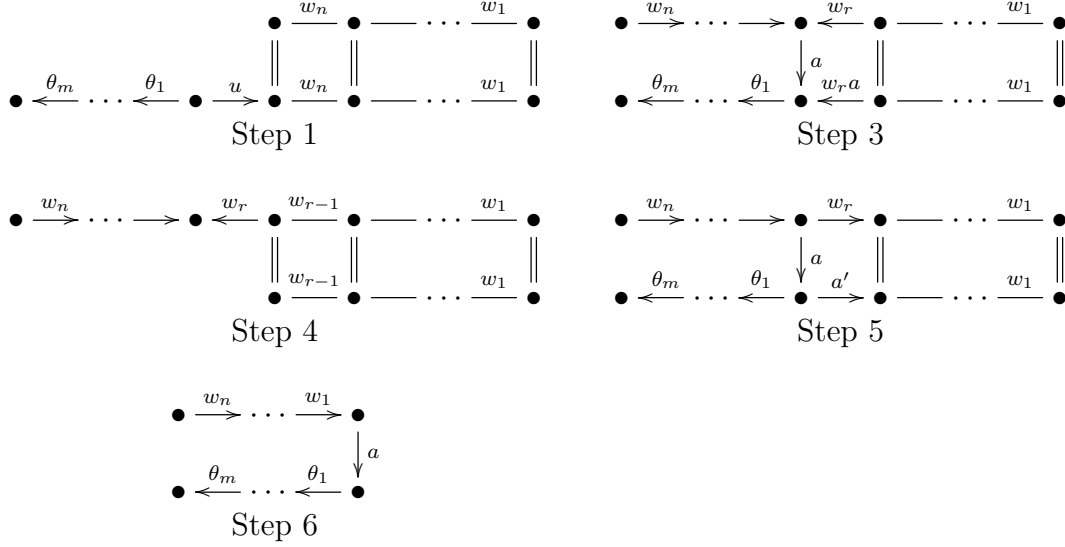 w_n w_1 w_n w_r w_1
a
θ_m θ_1 u w_n w_1 θ_m θ_1 w_r a w_1
Step 1 Step 3
w_n w_r w_{r−1} w_1 w_n w_r w_1
a
w_{r−1} w_1 θ_m θ_1 a′ w_1
Step 4 Step 5
w_n w_1
a
θ_m θ_1
Step 6